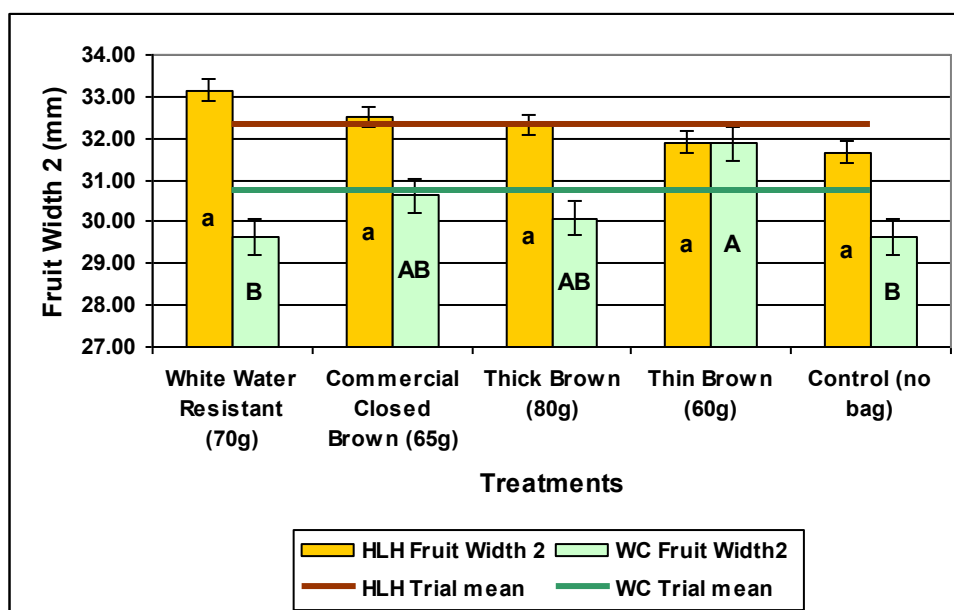 34.00
33.00
32.00
31.00
30.00
29.00
28.00
27.00
Fruit Width 2 (mm)
a
B
a
AB
a
AB
a
A
a
B
White Water
Resistant
(70g)
Commercial
Closed
Brown (65g)
Thick Brown
(80g)
Thin Brown
(60g)
Control (no
bag)
Treatments
HLH Fruit Width 2
WC Fruit Width2
HLH Trial mean
WC Trial mean